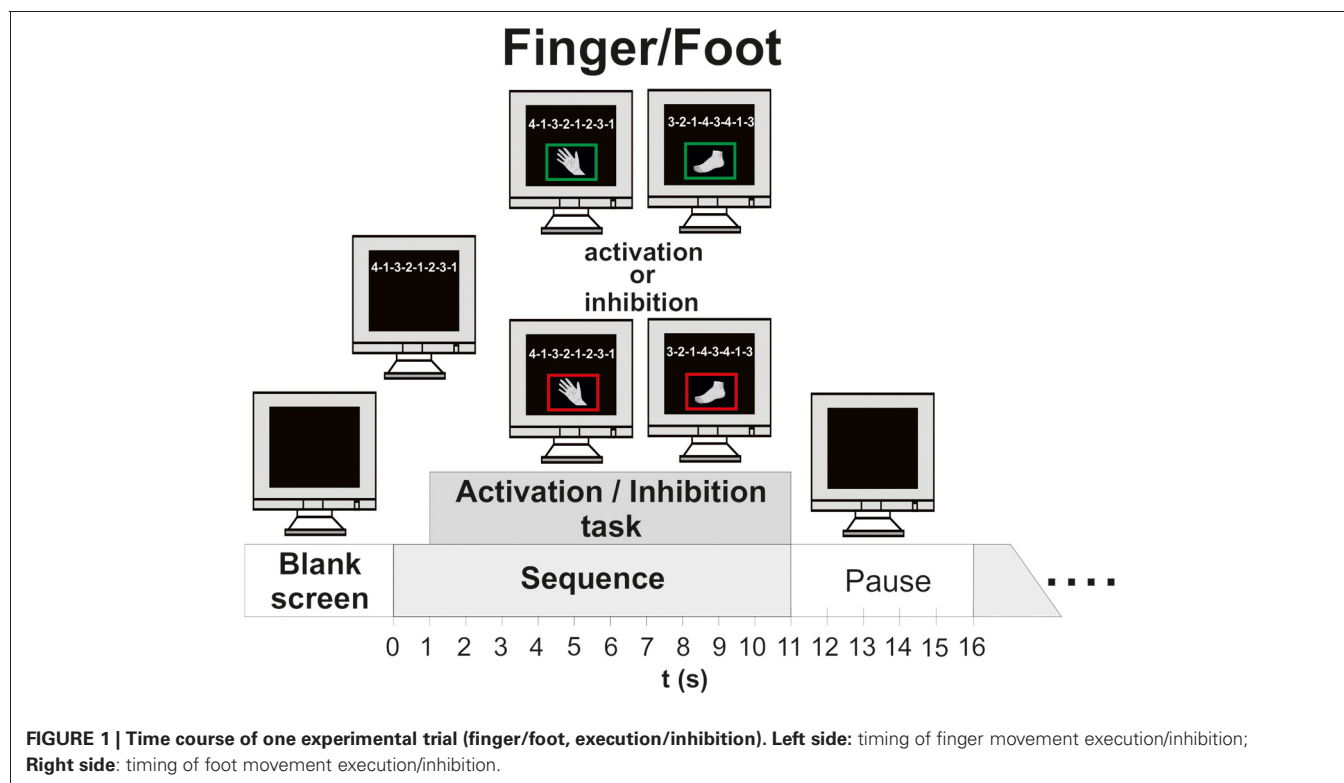 Finger/Foot
4-1-3-2-1-2-3-1
3-2-1-4-3-4-1-3
activation
or
inhibition
4-1-3-2-1-2-3-1
4-1-3-2-1-2-3-1
3-2-1-4-3-4-1-3
Activation / Inhibition
task
Blank
screen
Sequence
Pause
....
0 1 2 3 4 5 6 7 8 9 10 11 12 13 14 15 16
t (s)
FIGURE 1 | Time course of one experimental trial (finger/foot, execution/inhibition). Left side: timing of finger movement execution/inhibition;
Right side: timing of foot movement execution/inhibition.